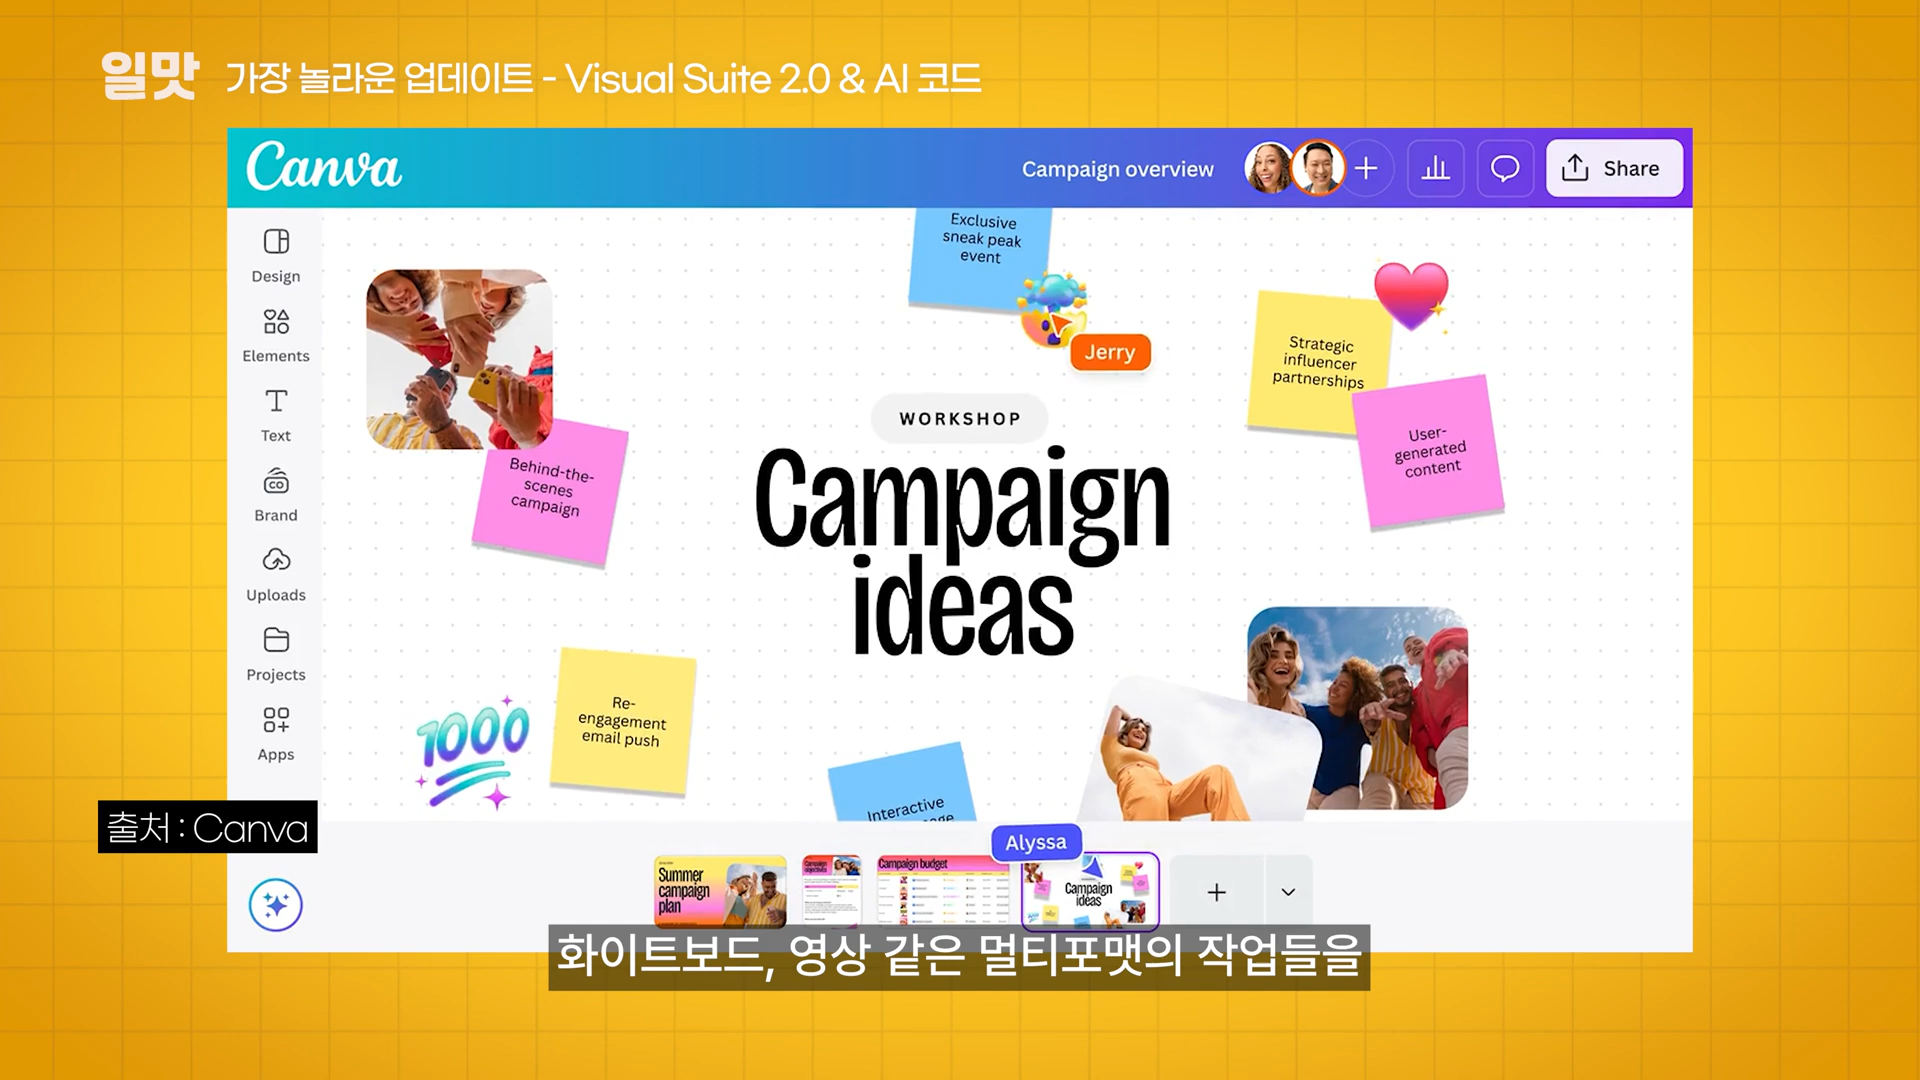 일맛 가장 놀라운 업데이트 - Visual Suite 2.0 & AI 코드
Canva
Campaign overview
Share
Design
Elements
Text
Brand
Uploads
Projects
Apps
Exclusive
sneak peak
event
Jerry
Strategic
influencer
partnerships
User-
generated
content
Behind-the-
scenes
campaign
WORKSHOP
Campaign
ideas
Re-
engagement
email push
1000
Interactive
출처 : Canva
Alyssa
Summer
campaign
plan
Campaign
objectives
Campaign budget
Campaign
ideas
화이트보드, 영상 같은 멀티포맷의 작업들을